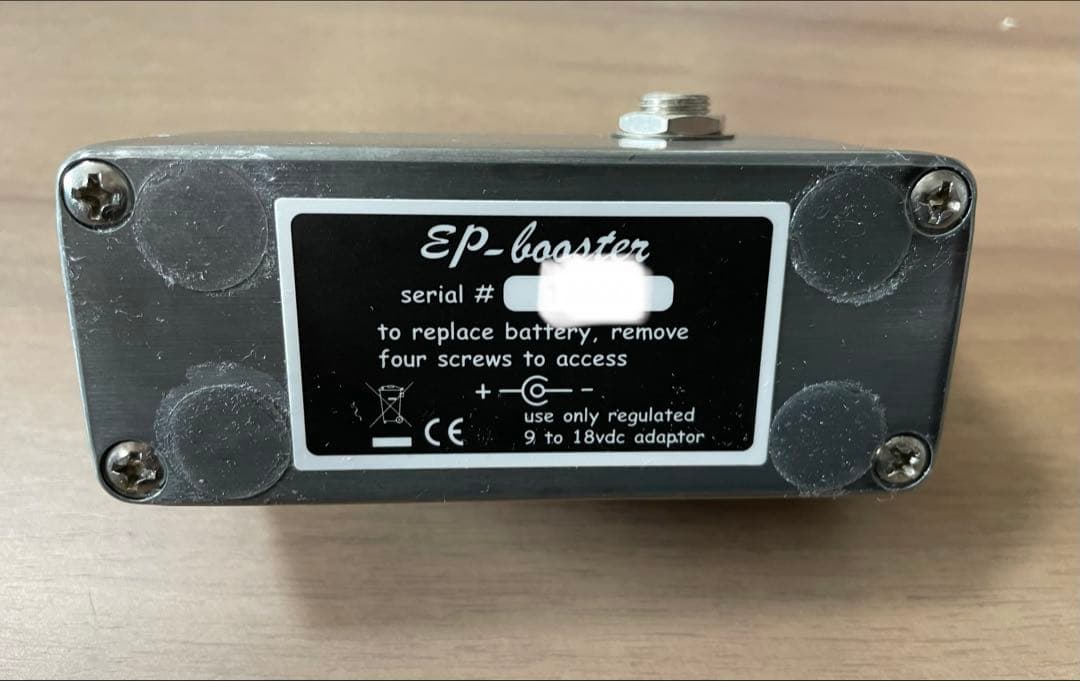 EP-booster
serial #
to replace battery, remove
four screws to access
+ -
CE
use only regulated
9 to 18vdc adaptor